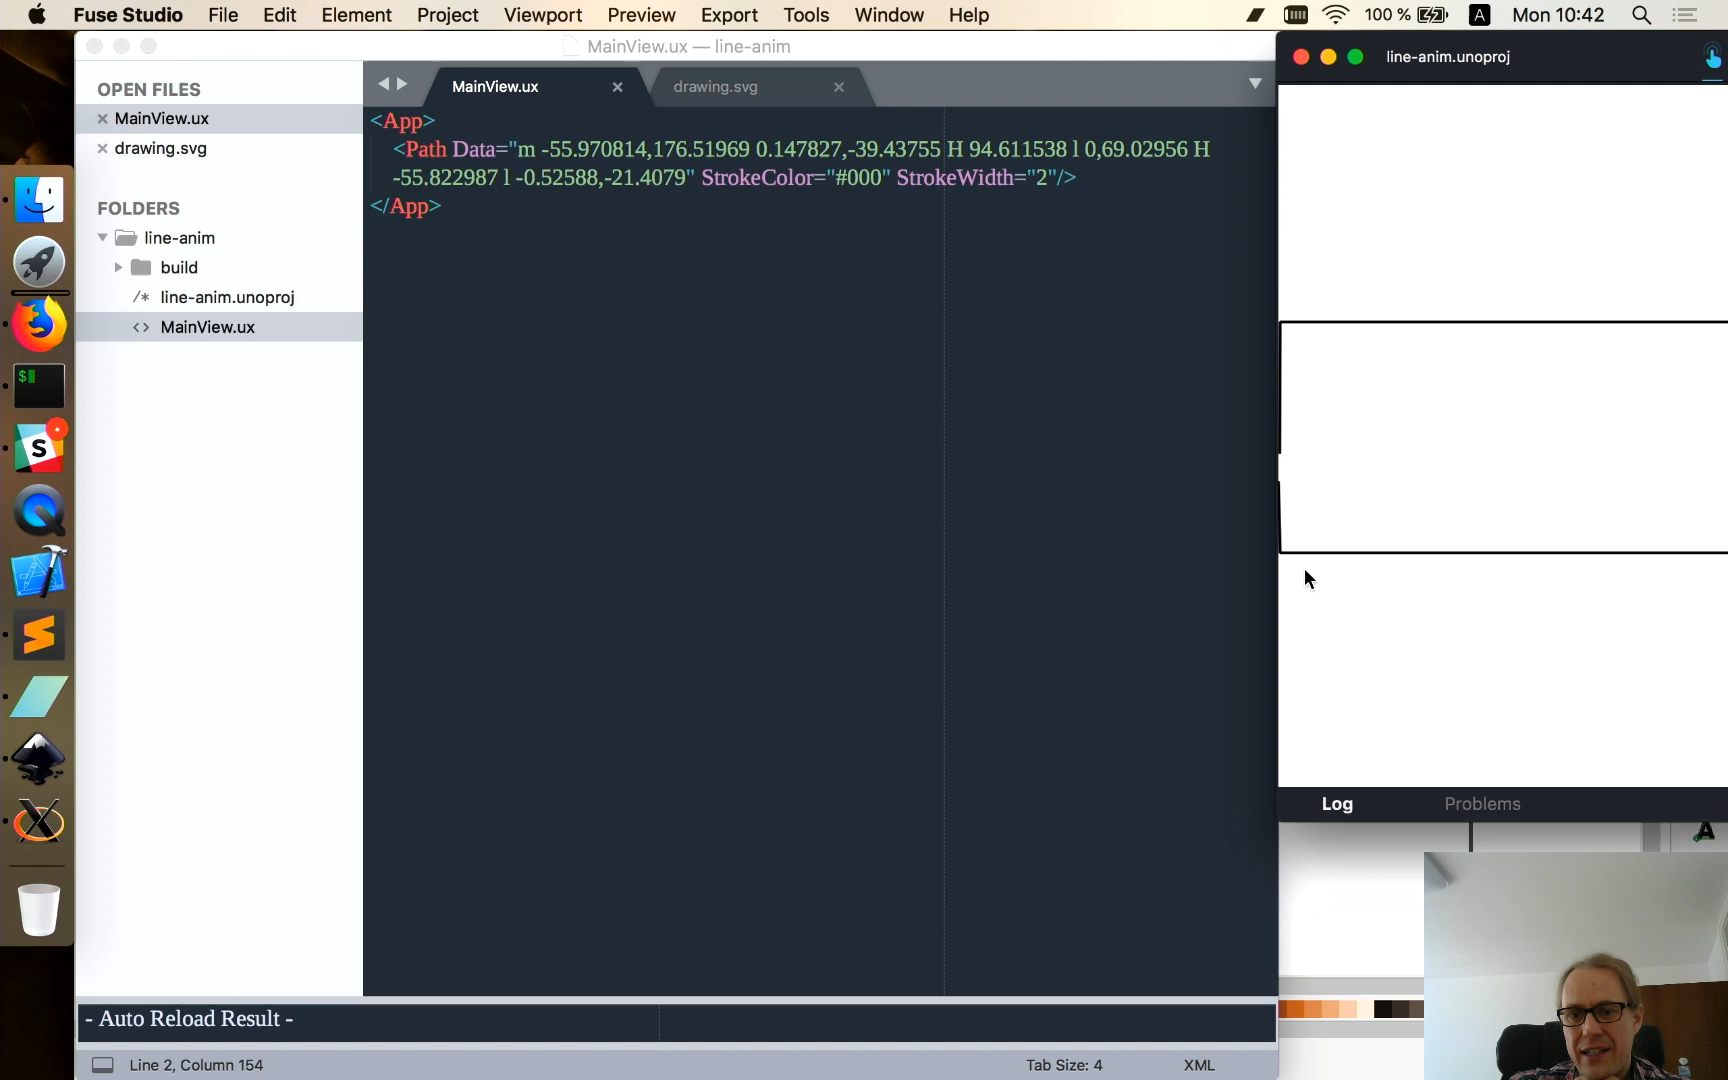 Fuse Studio File Edit Element Project Viewport Preview Export Tools Window Help
100 % A Mon 10:42
MainView.ux — line-anim
line-anim.unoproj
OPEN FILES
MainView.ux
drawing.svg
FOLDERS
line-anim
build
/* line-anim.unoproj
<> MainView.ux
MainView.ux
drawing.svg
<App>
<Path Data="m -55.970814,176.51969 0.147827,-39.43755 H 94.611538 l 0,69.02956 H
-55.822987 l -0.52588,-21.4079" StrokeColor="#000" StrokeWidth="2"/>
</App>
$
S
Log Problems
A
- Auto Reload Result -
Line 2, Column 154
Tab Size: 4
XML